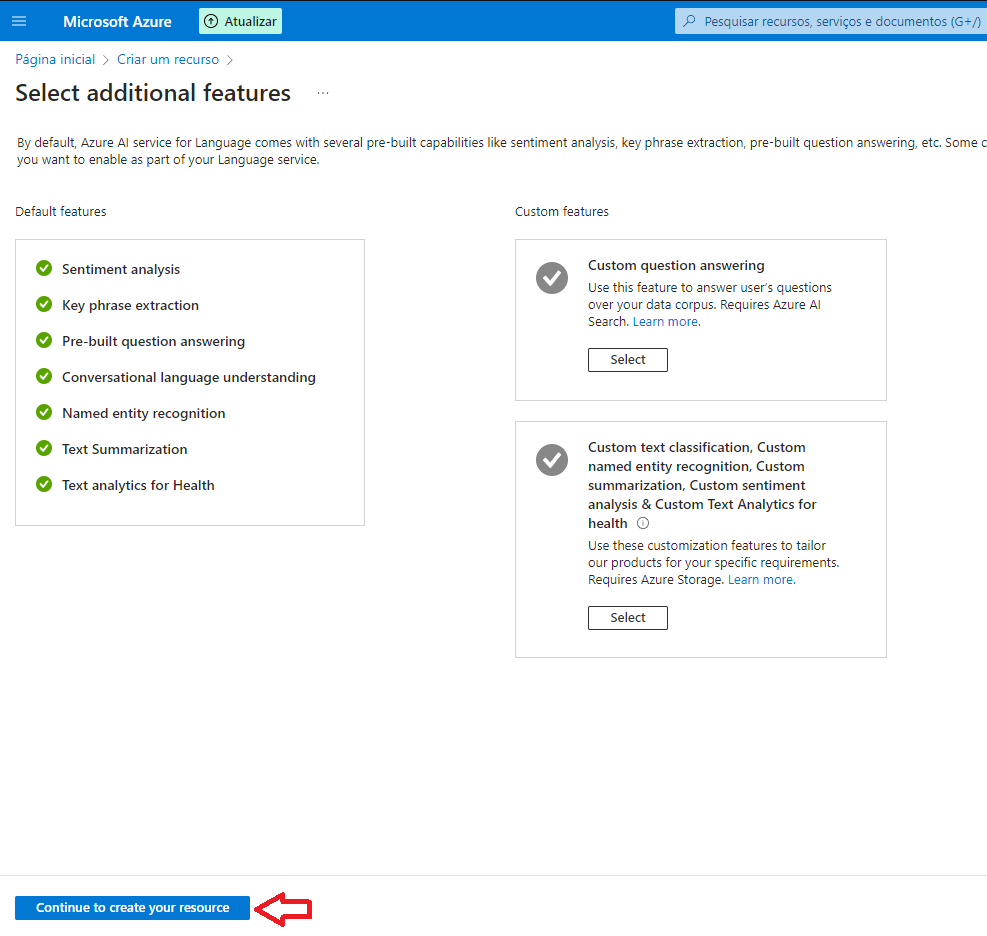 Microsoft Azure
Atualizar
Pesquisar recursos, serviços e documentos (G+/)
Página inicial > Criar um recurso >
Select additional features ...
By default, Azure AI service for Language comes with several pre-built capabilities like sentiment analysis, key phrase extraction, pre-built question answering, etc. Some c
you want to enable as part of your Language service.
Default features
Sentiment analysis
Key phrase extraction
Pre-built question answering
Conversational language understanding
Named entity recognition
Text Summarization
Text analytics for Health
Custom features
Custom question answering
Use this feature to answer user's questions
over your data corpus. Requires Azure AI
Search. Learn more.
Select
Custom text classification, Custom
named entity recognition, Custom
summarization, Custom sentiment
analysis & Custom Text Analytics for
health
Use these customization features to tailor
our products for your specific requirements.
Requires Azure Storage. Learn more.
Select
Continue to create your resource